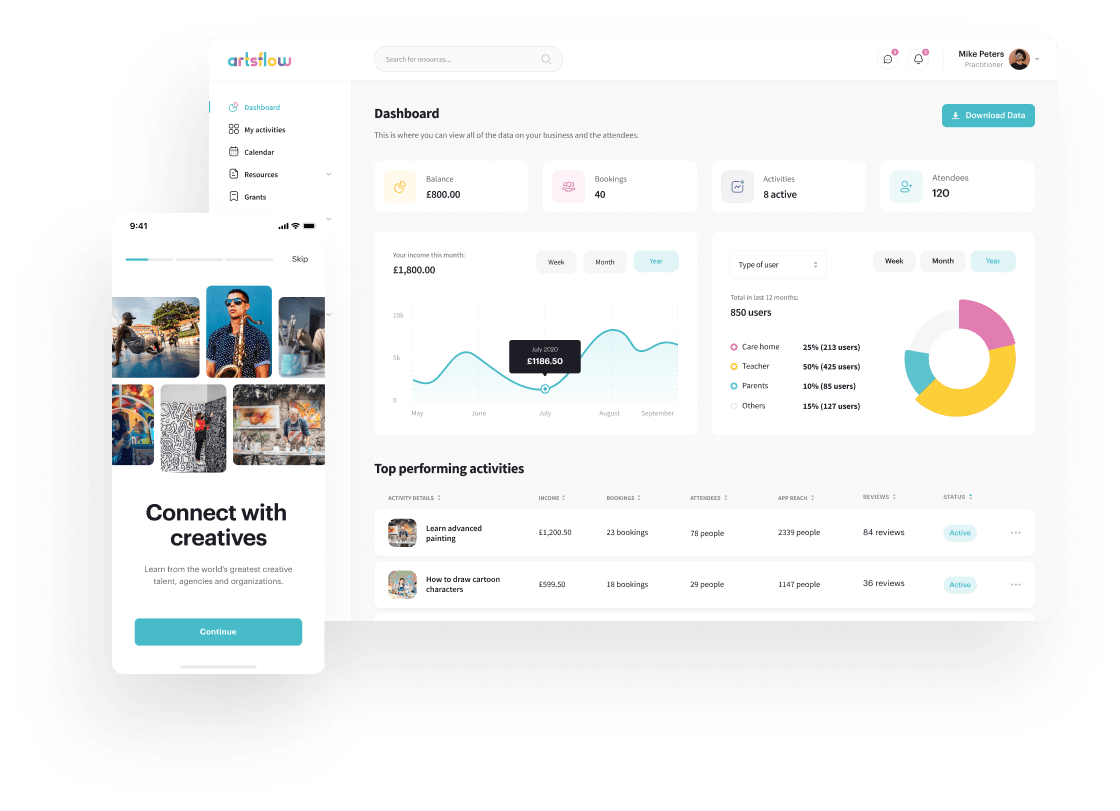 artsflow
Search for resources...
Mike Peters
Practitioner
Dashboard
My activities
Calendar
Resources
Grants
Dashboard
This is where you can view all of the data on your business and the attendees.
Download Data
Balance
£800.00
Bookings
40
Activities
8 active
Atendees
120
Your income this month:
£1,800.00
Week
Month
Year
10k
5k
0
July 2020
£1186.50
May
June
July
August
September
Type of user
Week
Month
Year
Total in last 12 months:
850 users
Care home 25% (213 users)
Teacher 50% (425 users)
Parents 10% (85 users)
Others 15% (127 users)
Top performing activities
ACTIVITY DETAILS INCOME BOOKINGS ATTENDEES APP REACH REVIEWS STATUS
Learn advanced
painting
£1,200.50 23 bookings 78 people 2339 people 84 reviews Active
How to draw cartoon
characters
£599.50 18 bookings 29 people 1147 people 36 reviews Active
9:41
Skip
Connect with
creatives
Learn from the world's greatest creative
talent, agencies and organizations.
Continue